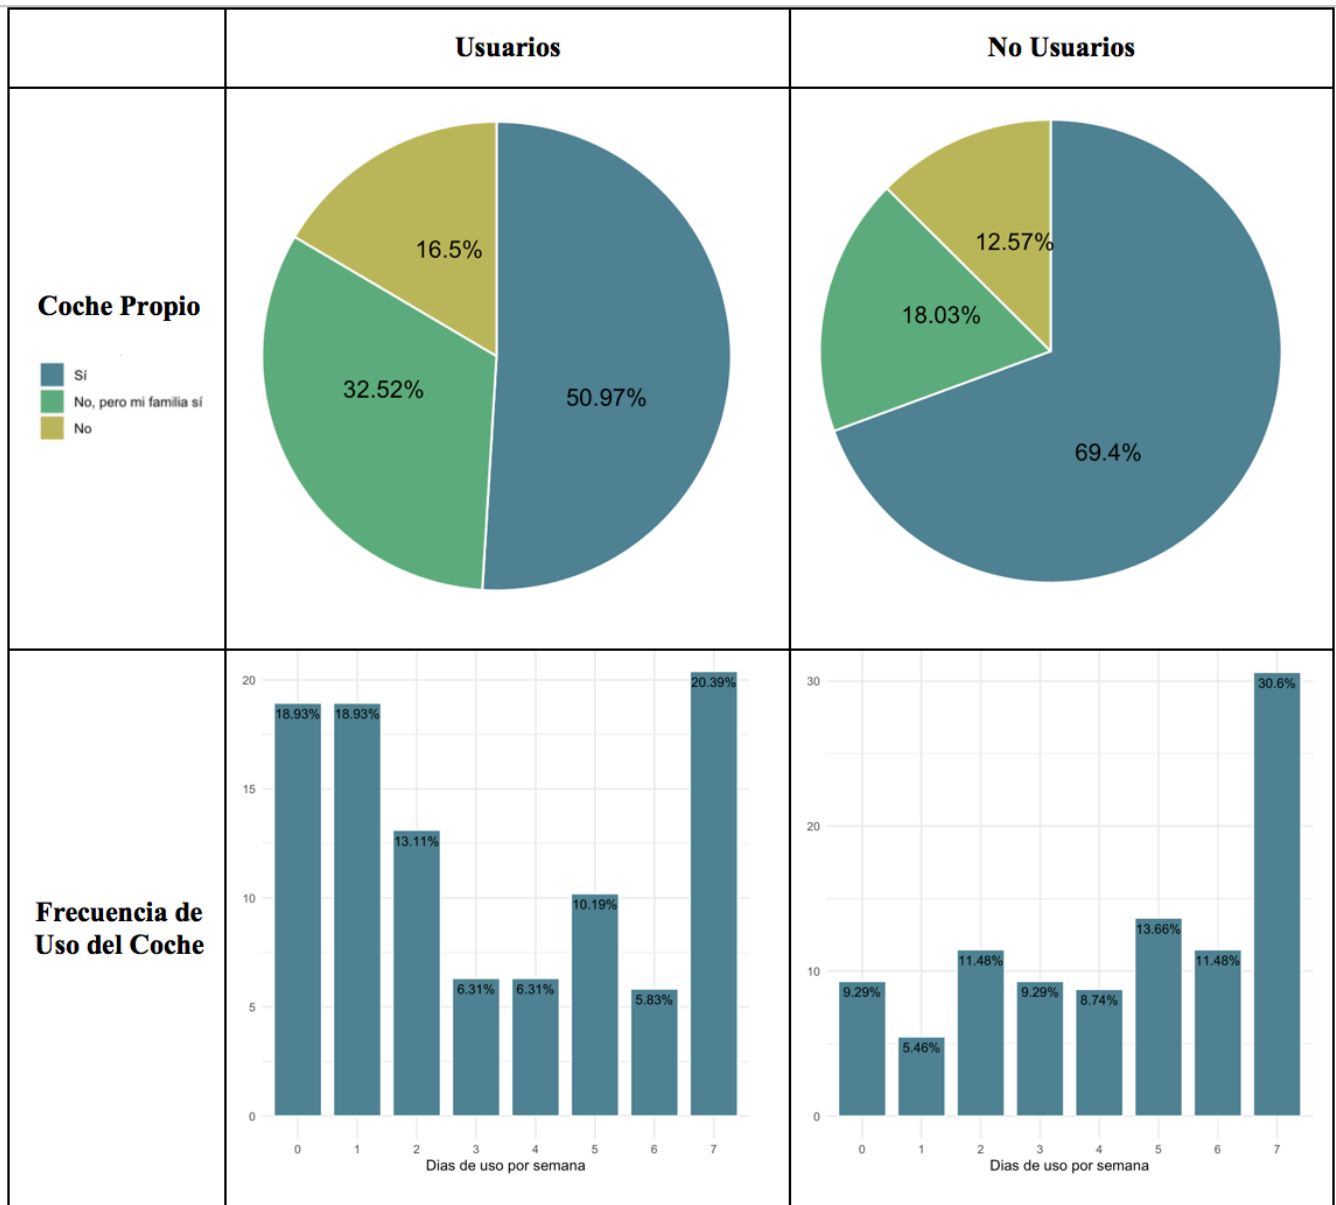 Usuarios
No Usuarios
Coche Propio
Sí
No, pero mi familia sí
No
16.5%
32.52%
50.97%
12.57%
18.03%
69.4%
Frecuencia de
Uso del Coche
20
15
10
5
0
18.93%
18.93%
13.11%
6.31%
6.31%
10.19%
5.83%
20.39%
0 1 2 3 4 5 6 7
Dias de uso por semana
30
20
10
0
9.29%
5.46%
11.48%
9.29%
8.74%
13.66%
11.48%
30.6%
0 1 2 3 4 5 6 7
Dias de uso por semana